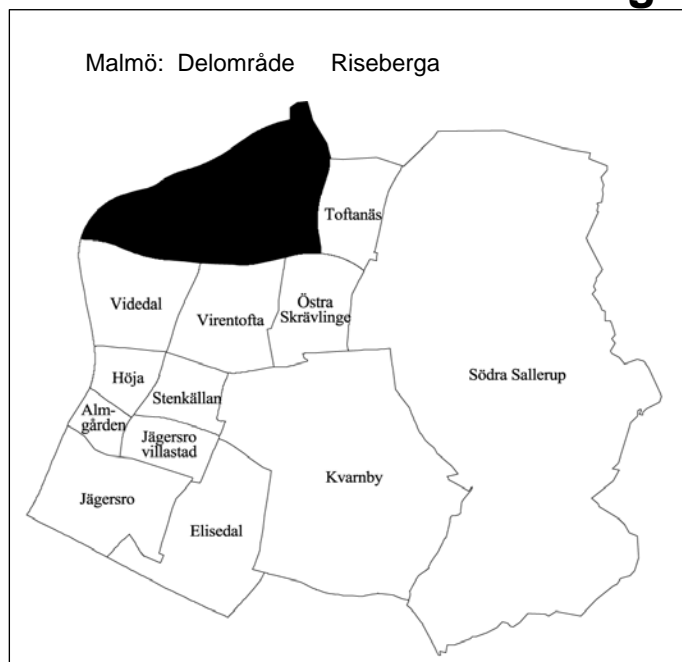 Malmö: Delområde Riseberga
Toftanäs
Videdal
Virentofta
Östra
Skrävlinge
Södra Sallerup
Höja
Stenkällan
Alm-
gården
Jägersro
villastad
Kvarnby
Jägersro
Elisedal